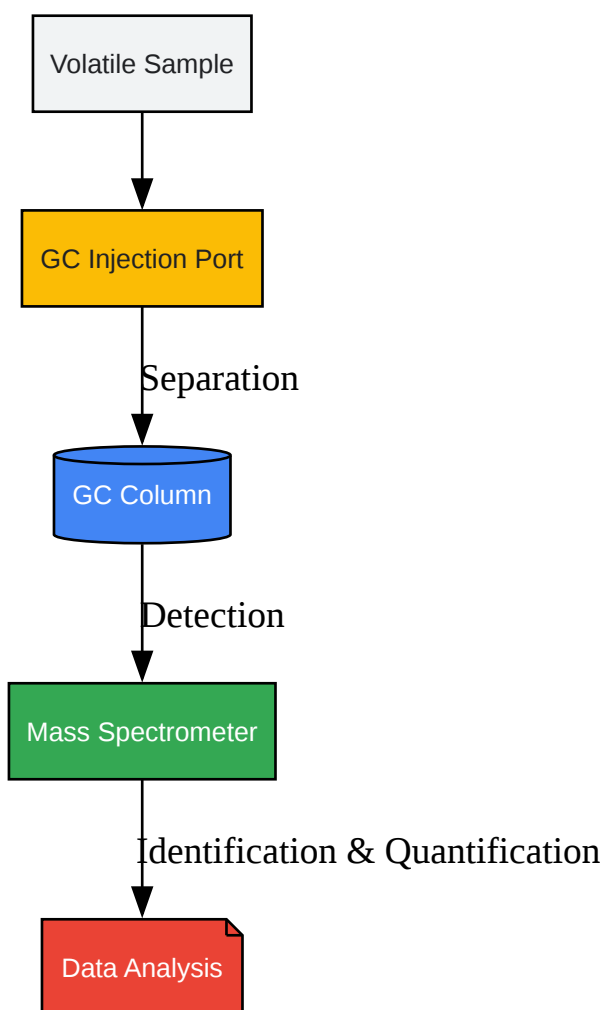 Volatile Sample
GC Injection Port
Separation
GC Column
Detection
Mass Spectrometer
Identification & Quantification
Data Analysis